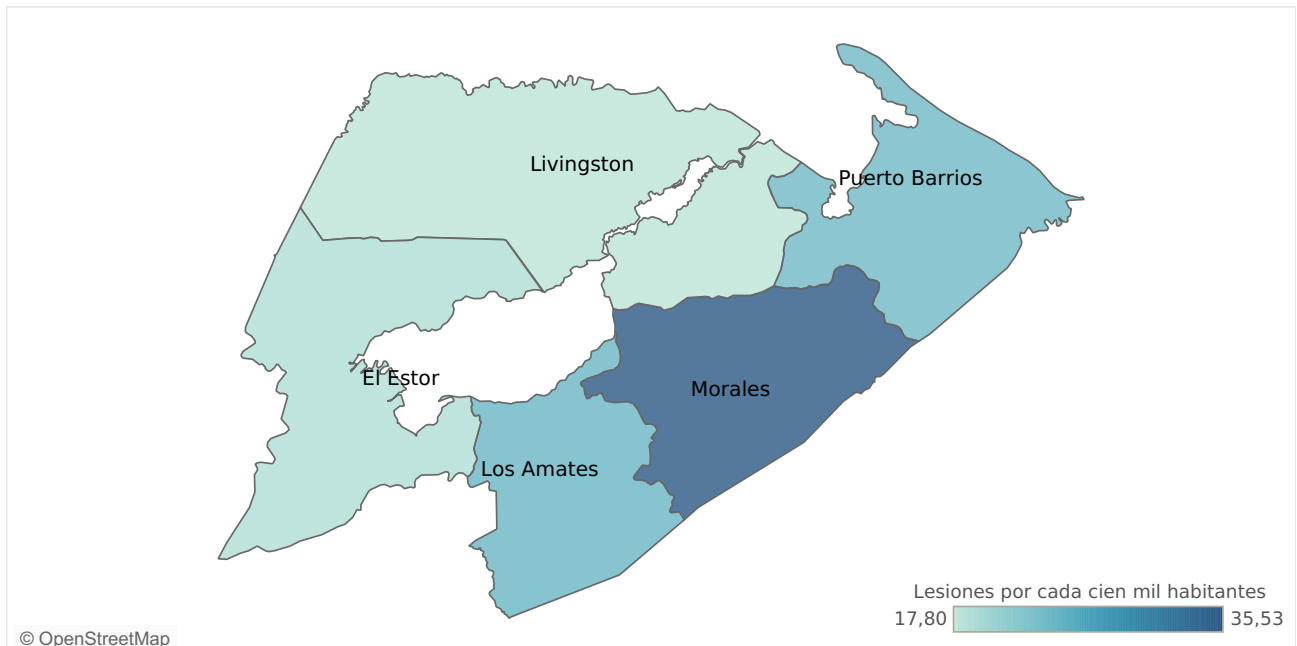 Livingston
Puerto Barrios
El Estor
Morales
Los Amates
Lesiones por cada cien mil habitantes
17,80
35,53
© OpenStreetMap